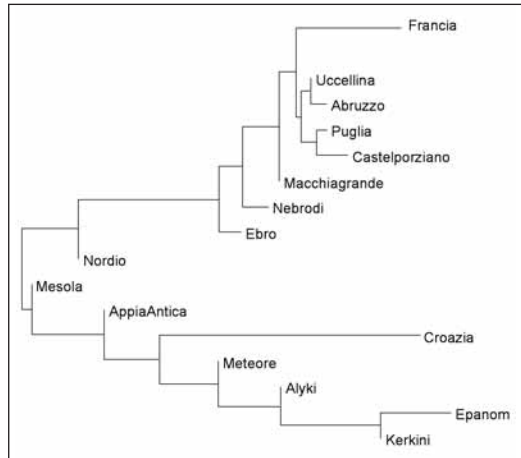 Francia
Uccellina
Abruzzo
Puglia
Castelporziano
Macchiagrande
Nebrodi
Ebro
Nordio
Mesola
AppiaAntica
Croazia
Meteore
Alyki
Epanom
Kerkini